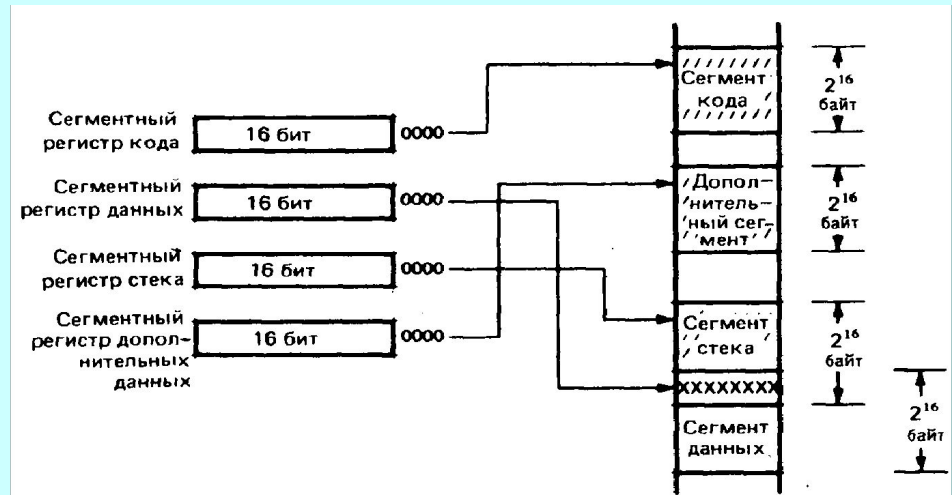 Сегментный
регистр кода
16 бит
0000
Сегментный
регистр данных
16 бит
0000
Сегментный
регистр стека
16 бит
0000
Сегментный
регистр дополнительных
данных
16 бит
0000
Сегмент
кода
2¹⁶
байт
Допол-
нитель-
ный сег-
мент
2¹⁶
байт
Сегмент
стека
2¹⁶
байт
XXXXXXXX
Сегмент
данных
2¹⁶
байт